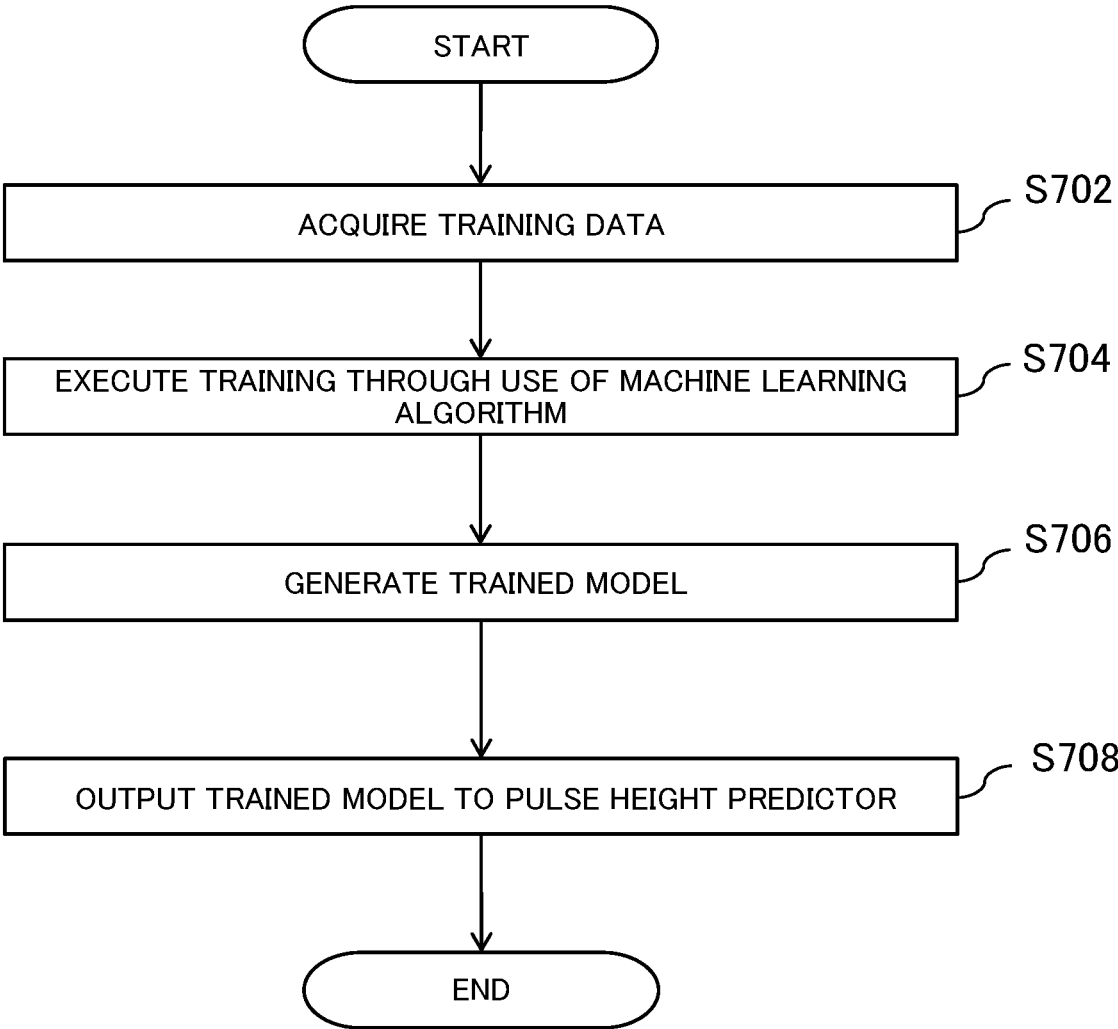 START
S702
ACQUIRE TRAINING DATA
S704
EXECUTE TRAINING THROUGH USE OF MACHINE LEARNING
ALGORITHM
S706
GENERATE TRAINED MODEL
S708
OUTPUT TRAINED MODEL TO PULSE HEIGHT PREDICTOR
END